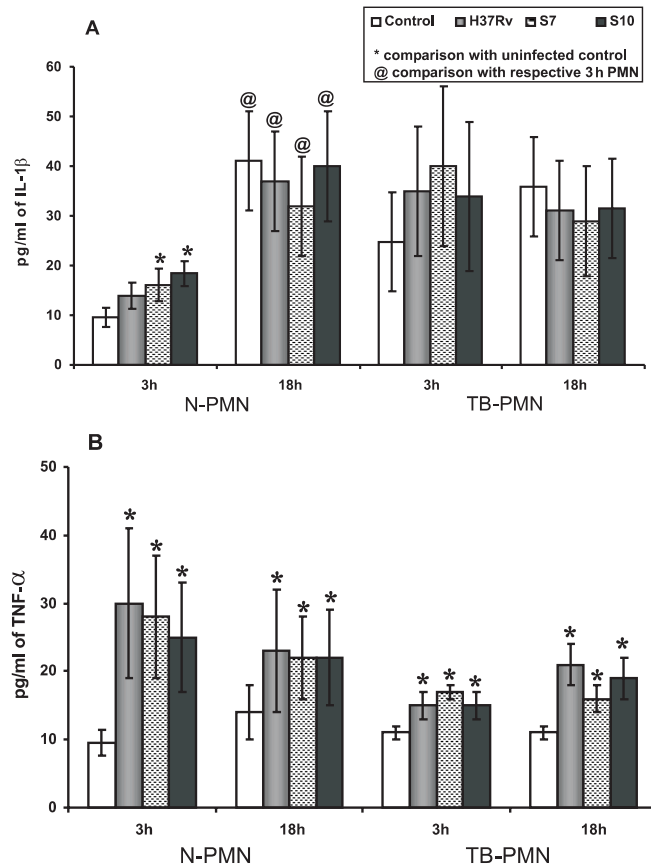 A
Control H37Rv S7 S10
* comparison with uninfected control
@ comparison with respective 3 h PMN
pg/ml of IL-1β
60
50
40
30
20
10
0
* *
@ @ @ @
3h 18h 3h 18h
N-PMN TB-PMN
B
pg/ml of TNF-α
50
40
30
20
10
0
* * * * * * * * * * * *
3h 18h 3h 18h
N-PMN TB-PMN